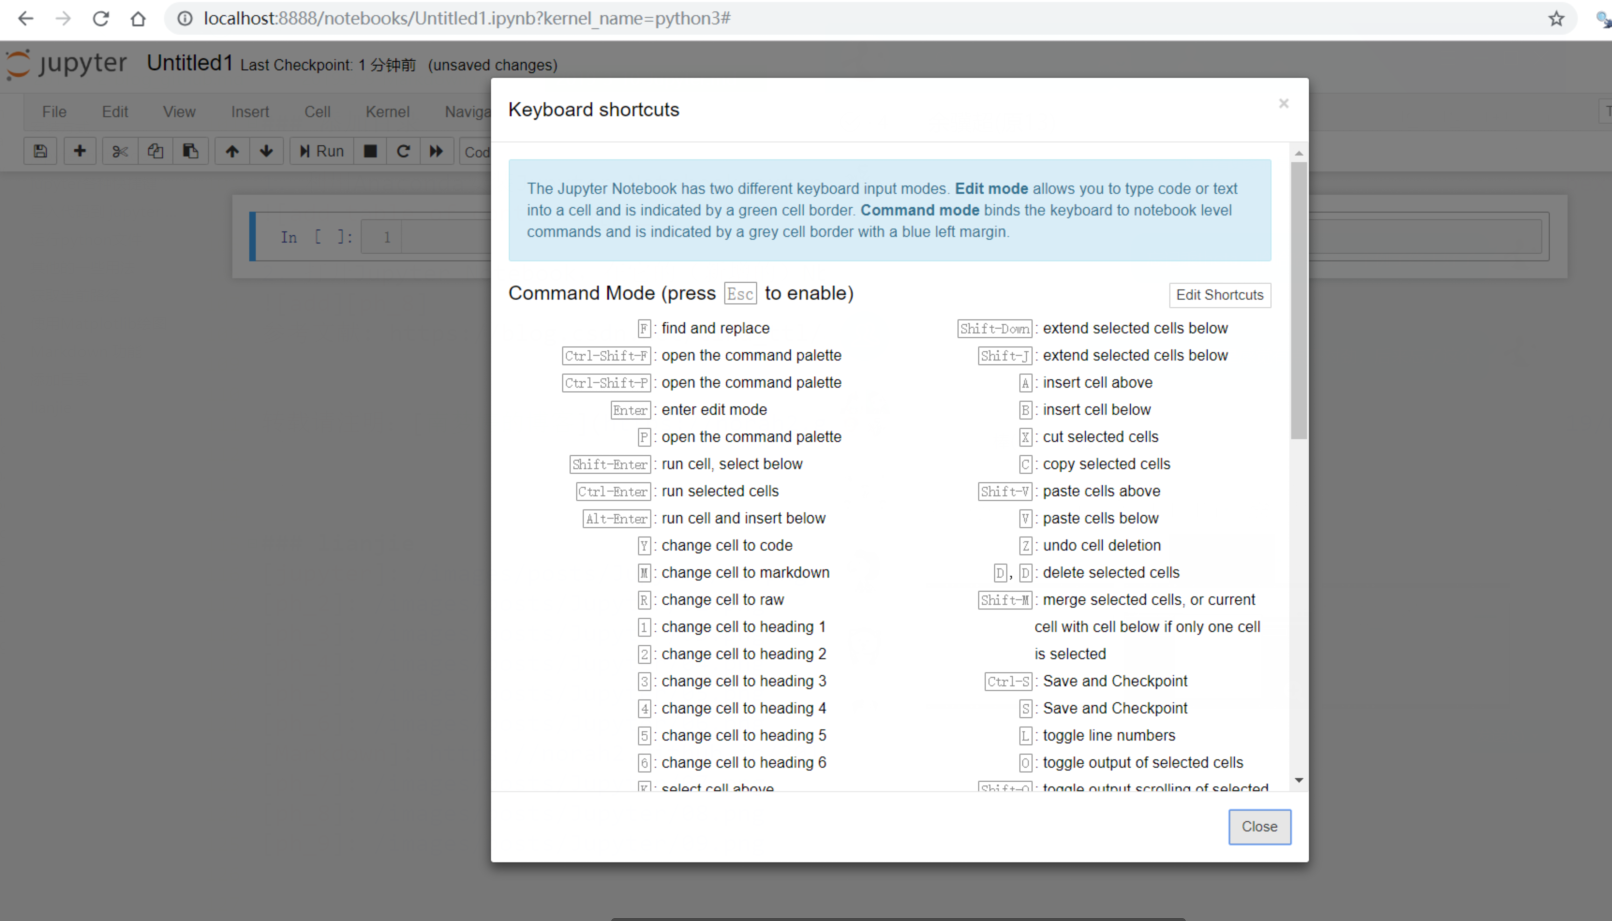 localhost:8888/notebooks/Untitled1.ipynb?kernel_name=python3#
jupyter Untitled1 Last Checkpoint: 1 分钟前 (unsaved changes)
File Edit View Insert Cell Kernel
Run
In [ ]: 1
Keyboard shortcuts
×
The Jupyter Notebook has two different keyboard input modes. Edit mode allows you to type code or text
into a cell and is indicated by a green cell border. Command mode binds the keyboard to notebook level
commands and is indicated by a grey cell border with a blue left margin.
Command Mode (press Esc to enable)
Edit Shortcuts
F : find and replace
Ctrl-Shift-F : open the command palette
Ctrl-Shift-P : open the command palette
Enter : enter edit mode
P : open the command palette
Shift-Enter : run cell, select below
Ctrl-Enter : run selected cells
Alt-Enter : run cell and insert below
Y : change cell to code
M : change cell to markdown
R : change cell to raw
1 : change cell to heading 1
2 : change cell to heading 2
3 : change cell to heading 3
4 : change cell to heading 4
5 : change cell to heading 5
6 : change cell to heading 6
K : select cell above
Shift-Down : extend selected cells below
Shift-J : extend selected cells below
A : insert cell above
B : insert cell below
X : cut selected cells
C : copy selected cells
Shift-V : paste cells above
V : paste cells below
Z : undo cell deletion
D, D : delete selected cells
Shift-M : merge selected cells, or current
cell with cell below if only one cell
is selected
Ctrl-S : Save and Checkpoint
S : Save and Checkpoint
L : toggle line numbers
O : toggle output of selected cells
Shift-O : toggle output scrolling of selected
Close